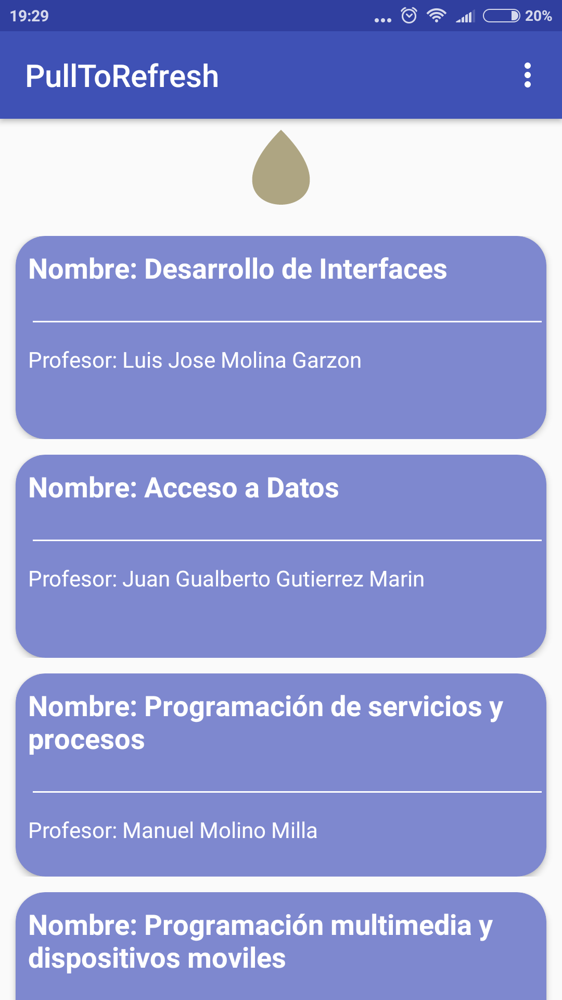 19:29
20%
PullToRefresh
Nombre: Desarrollo de Interfaces
Profesor: Luis Jose Molina Garzon
Nombre: Acceso a Datos
Profesor: Juan Gualberto Gutierrez Marin
Nombre: Programación de servicios y
procesos
Profesor: Manuel Molino Milla
Nombre: Programación multimedia y
dispositivos moviles